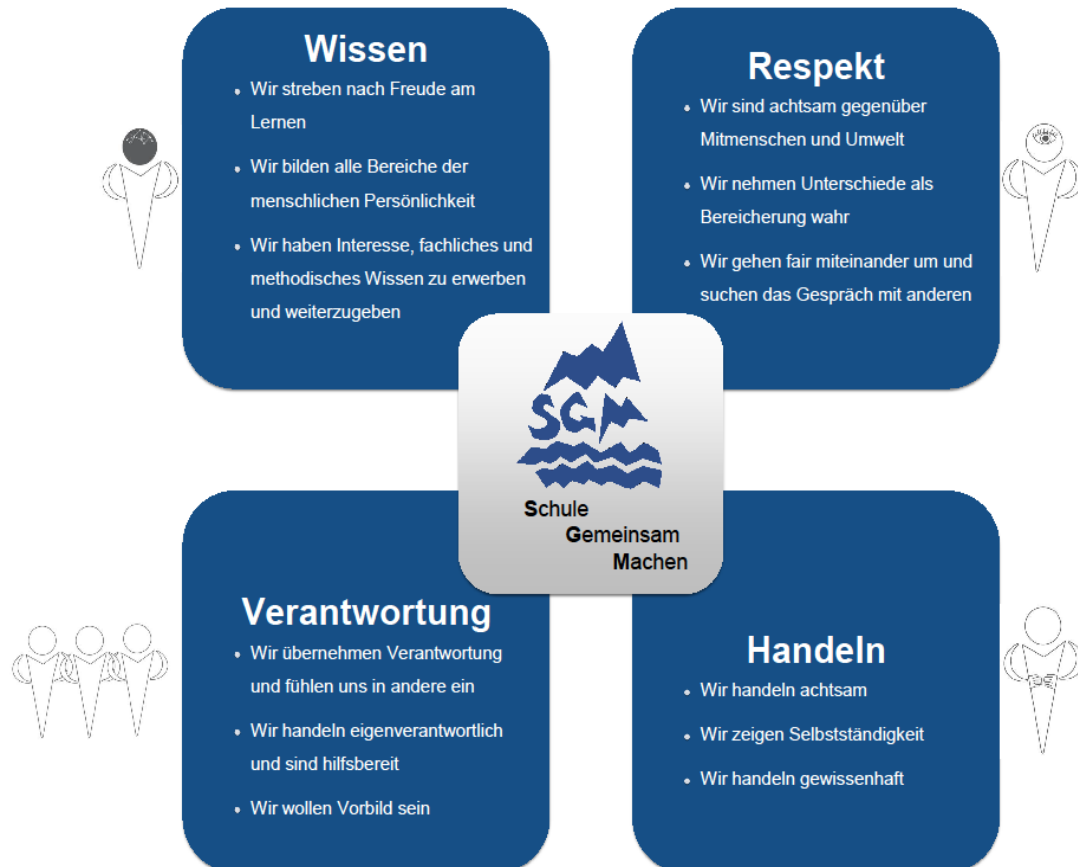 Wissen
• Wir streben nach Freude am
Lernen
• Wir bilden alle Bereiche der
menschlichen Persönlichkeit
• Wir haben Interesse, fachliches und
methodisches Wissen zu erwerben
und weiterzugeben
Respekt
• Wir sind achtsam gegenüber
Mitmenschen und Umwelt
• Wir nehmen Unterschiede als
Bereicherung wahr
• Wir gehen fair miteinander um und
suchen das Gespräch mit anderen
SGM
Schule
Gemeinsam
Machen
Verantwortung
• Wir übernehmen Verantwortung
und fühlen uns in andere ein
• Wir handeln eigenverantwortlich
und sind hilfsbereit
• Wir wollen Vorbild sein
Handeln
• Wir handeln achtsam
• Wir zeigen Selbstständigkeit
• Wir handeln gewissenhaft